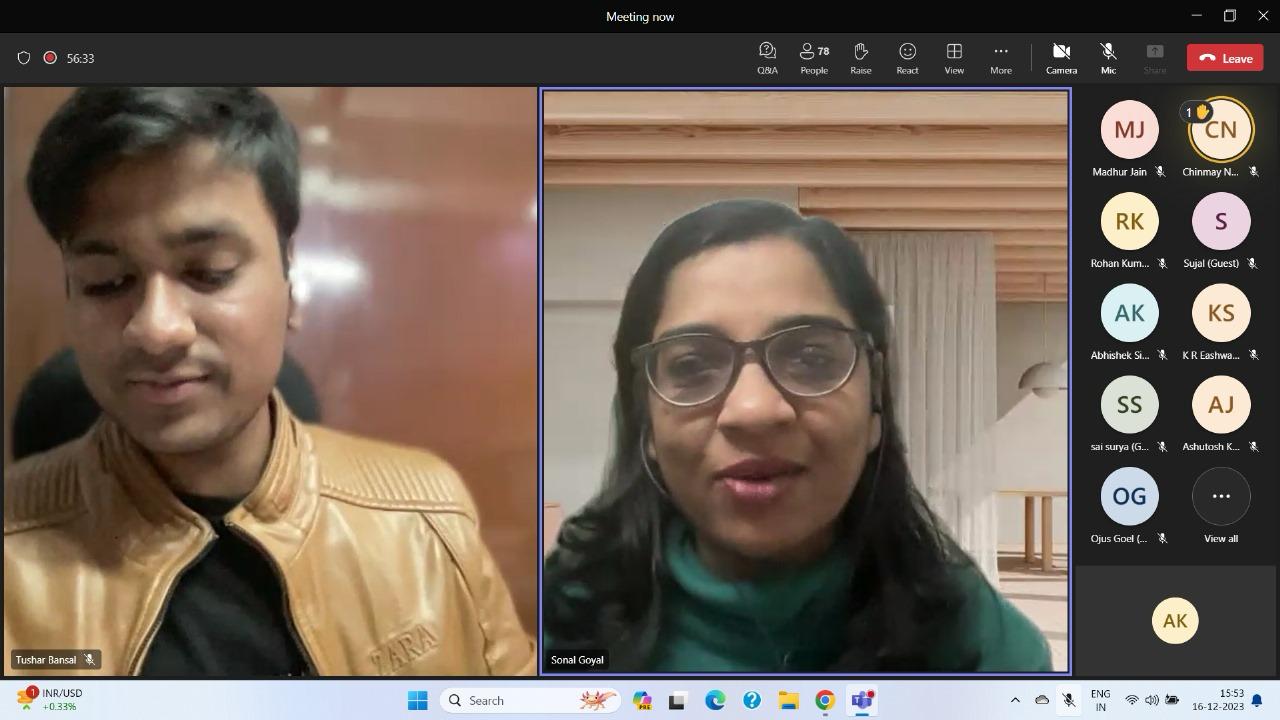 Meeting now
56:33
Q&A
78
People
Raise
React
View
More
Camera
Mic
Share
Leave
MJ
Madhur Jain
1
CN
Chinmay N...
RK
Rohan Kum...
S
Sujal (Guest)
AK
Abhishek Si...
KS
K R Eashwa...
SS
sai surya (G...
AJ
Ashutosh K...
OG
Ojus Goel (...
...
View all
AK
ZARA
Tushar Bansal
Sonal Goyal
1
INR/USD
+0.33%
Search
PRE
ENG
IN
15:53
16-12-2023